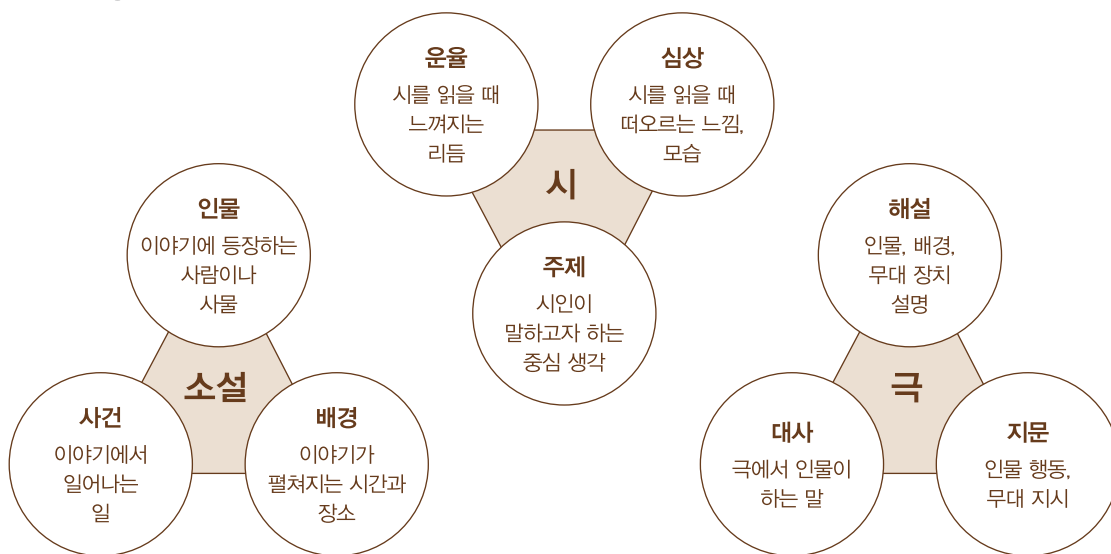 운율
시를 읽을 때
느껴지는
리듬
심상
시를 읽을 때
떠오르는 느낌,
모습
시
주제
시인이
말하고자 하는
중심 생각
인물
이야기에 등장하는
사람이나
사물
소설
사건
이야기에서
일어나는
일
배경
이야기가
펼쳐지는 시간과
장소
해설
인물, 배경,
무대 장치
설명
극
대사
극에서 인물이
하는 말
지문
인물 행동,
무대 지시